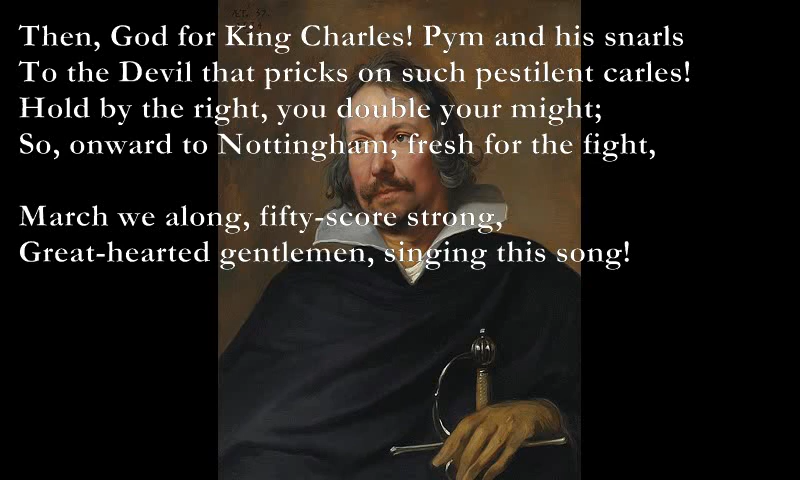 Then, God for King Charles! Pym and his snarls
To the Devil that pricks on such pestilent carles!
Hold by the right, you double your might;
So, onward to Nottingham, fresh for the fight,
March we along, fifty-score strong,
Great-hearted gentlemen, singing this song!